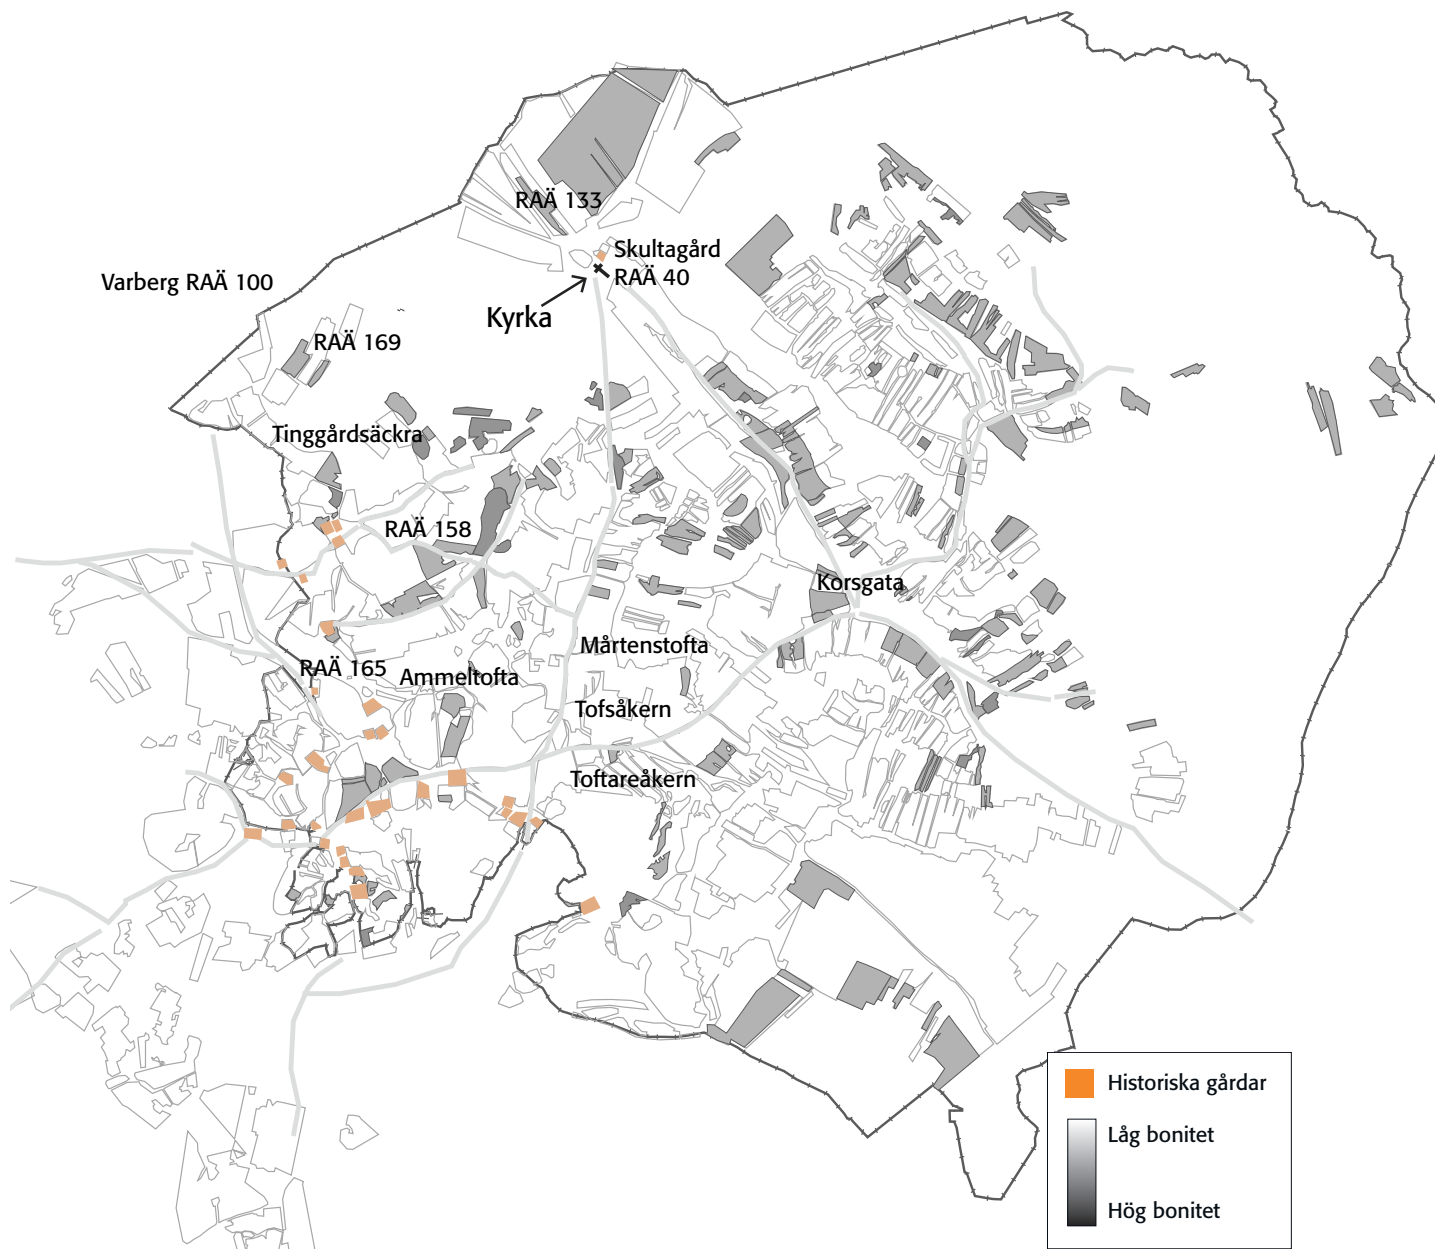 RAÄ 133
Skultagård
RAÄ 40
Varberg RAÄ 100
Kyrka
RAÄ 169
Tinggårdsäckra
RAÄ 158
Korsgata
Mårtenstofta
RAÄ 165
Ammeltofta
Tofsåkern
Toftareåkern
Historiska gårdar
Låg bonitet
Hög bonitet